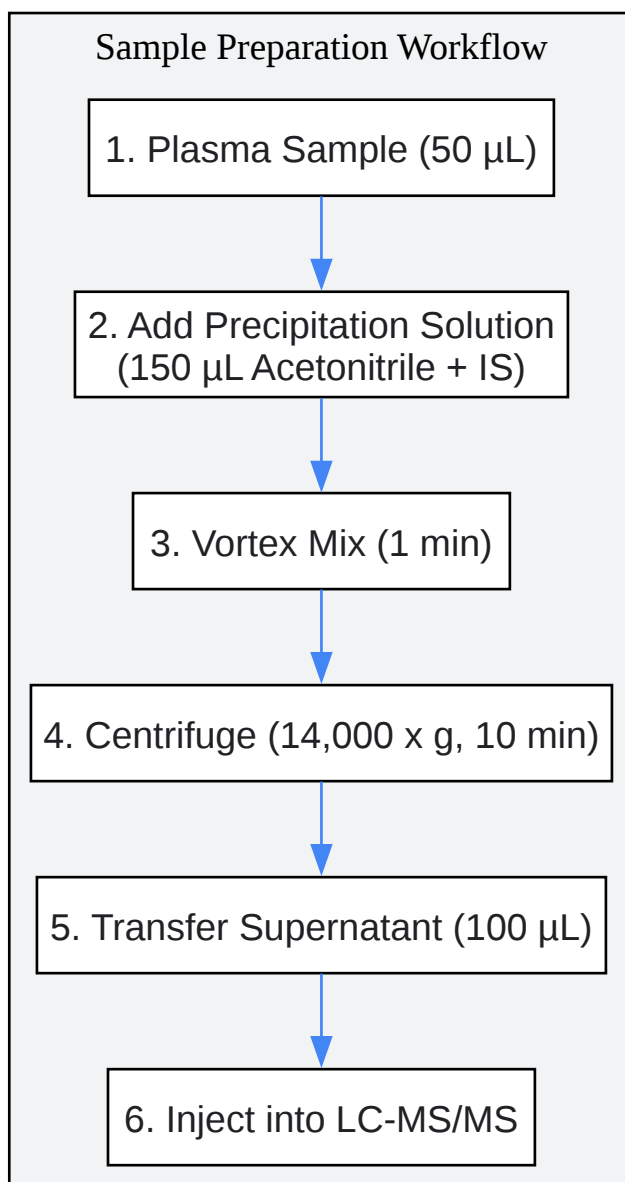 Sample Preparation Workflow
1. Plasma Sample (50 µL)
2. Add Precipitation Solution
(150 µL Acetonitrile + IS)
3. Vortex Mix (1 min)
4. Centrifuge (14,000 x g, 10 min)
5. Transfer Supernatant (100 µL)
6. Inject into LC-MS/MS